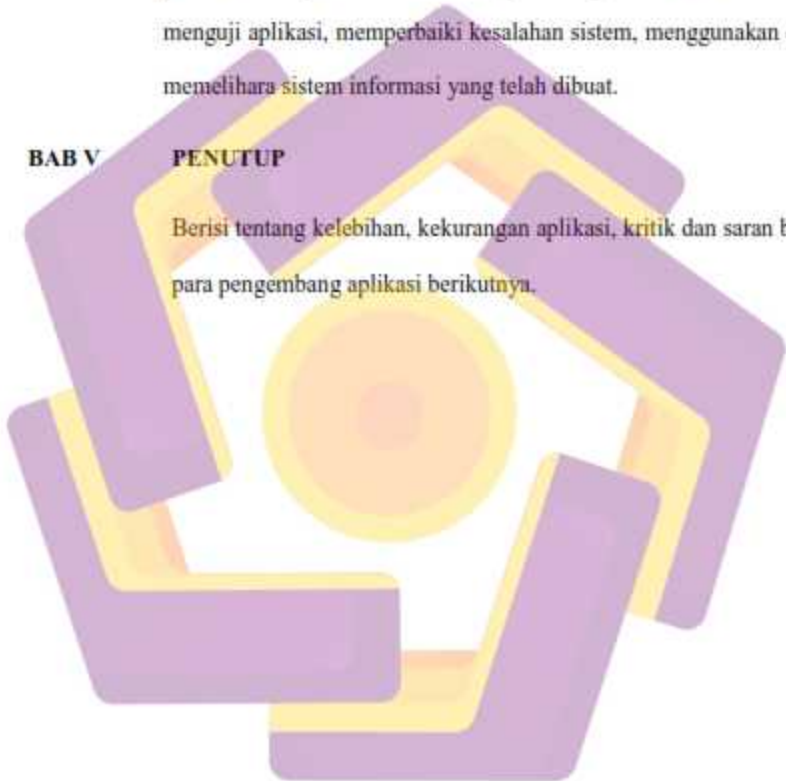 menguji aplikasi, memperbaiki kesalahan sistem, menggunakan
memelihara sistem informasi yang telah dibuat.
BAB V PENUTUP
Berisi tentang kelebihan, kekurangan aplikasi, kritik dan saran
para pengembang aplikasi berikutnya.